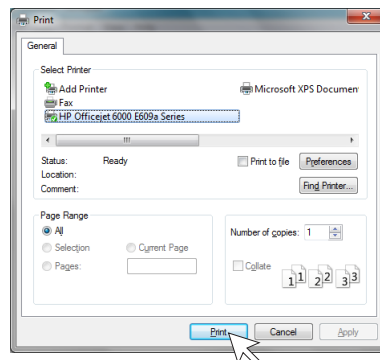 Print
General
Select Printer
Add Printer
Microsoft XPS Documen
Fax
HP Officejet 6000 E609a Series
Status: Ready
Print to file
Preferences
Location:
Comment:
Find Printer...
Page Range
All
Selection
Current Page
Pages:
Number of copies: 1
Collate
1 1 2 2 3 3
Print
Cancel
Apply